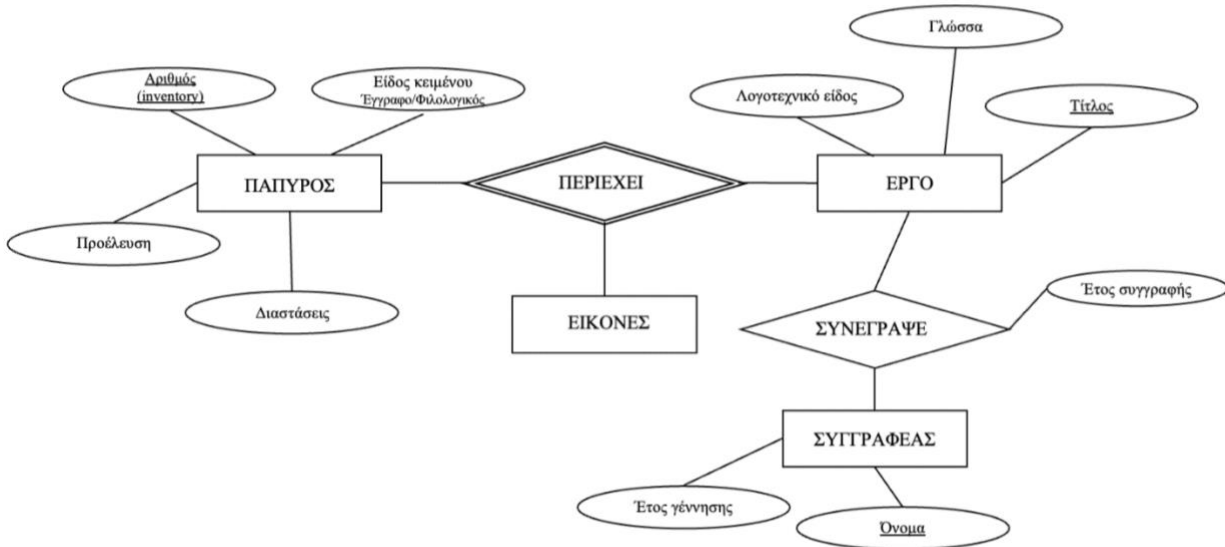 Γλώσσα
Αριθμός
(inventory)
Είδος κειμένου
Έγγραφο/Φιλολογικός
Λογοτεχνικό είδος
Τίτλος
ΠΑΠΥΡΟΣ
ΠΕΡΙΕΧΕΙ
ΕΡΓΟ
Προέλευση
Διαστάσεις
ΕΙΚΟΝΕΣ
Έτος συγγραφής
ΣΥΝΕΓΡΑΨΕ
ΣΥΓΓΡΑΦΕΑΣ
Έτος γέννησης
Όνομα